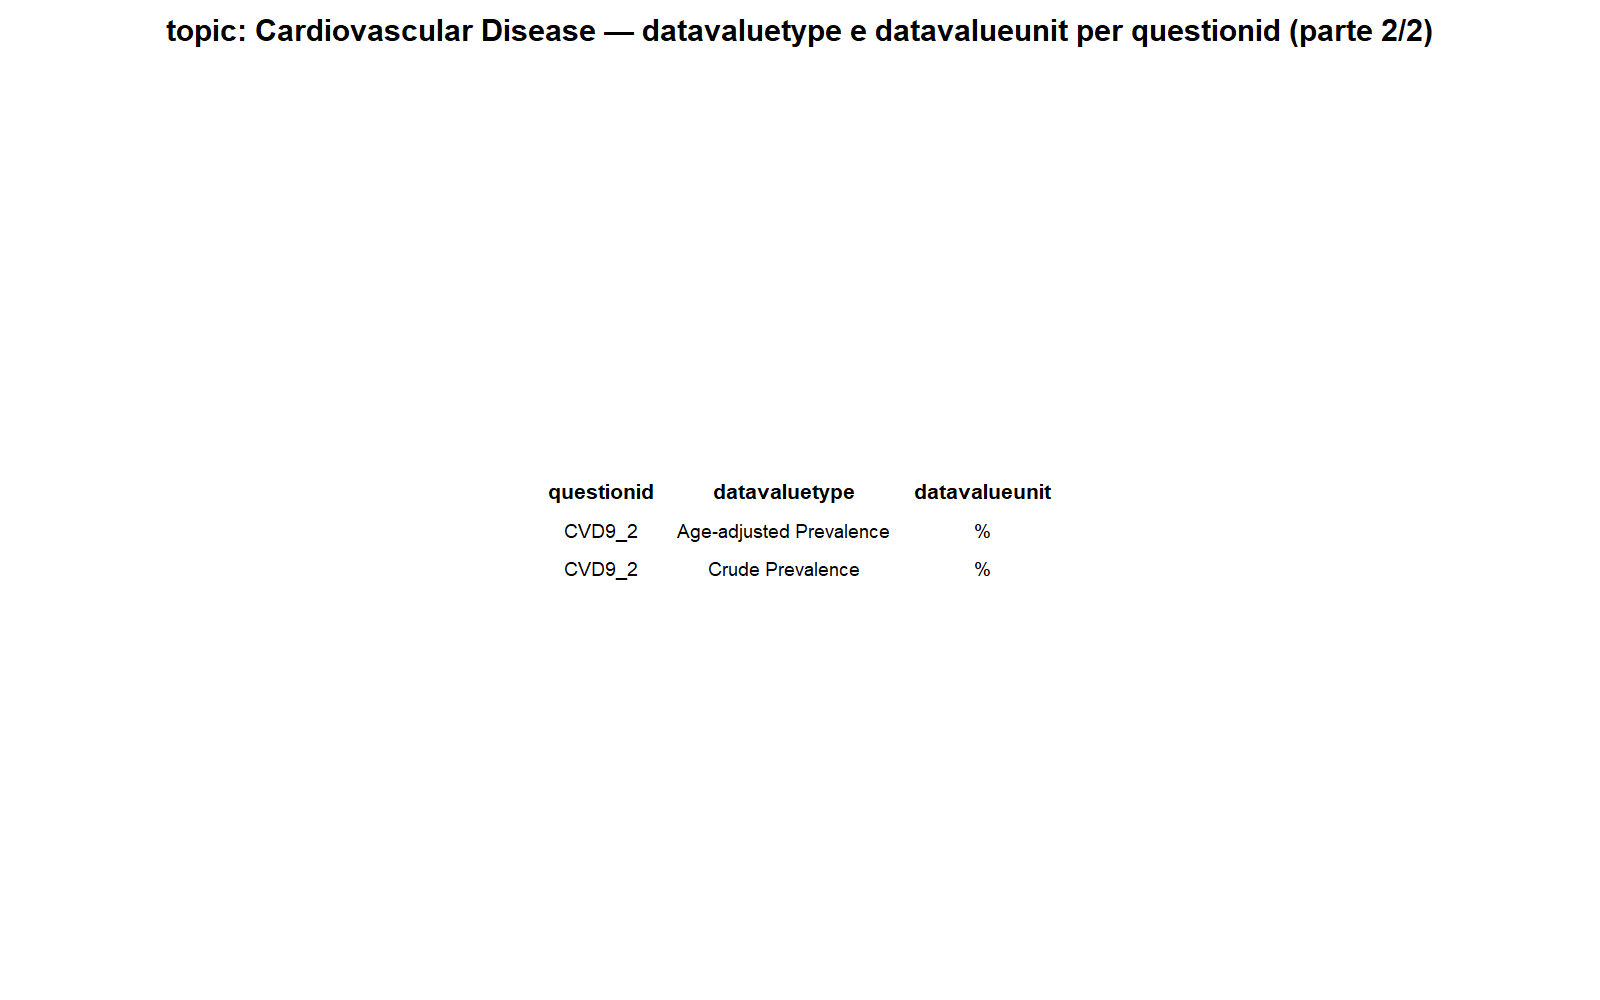 topic: Cardiovascular Disease — datavaluetype e datavalueunit per questionid (parte 2/2)
questionid datavaluetype datavalueunit
CVD9_2 Age-adjusted Prevalence %
CVD9_2 Crude Prevalence %